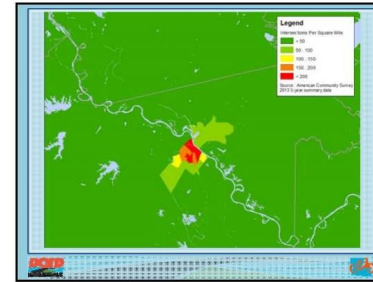 Legend
Intersections Per Square Mile
< 50
50 - 100
100 - 150
150 - 200
> 200
Source: American Community Survey
2013 5-year summary data